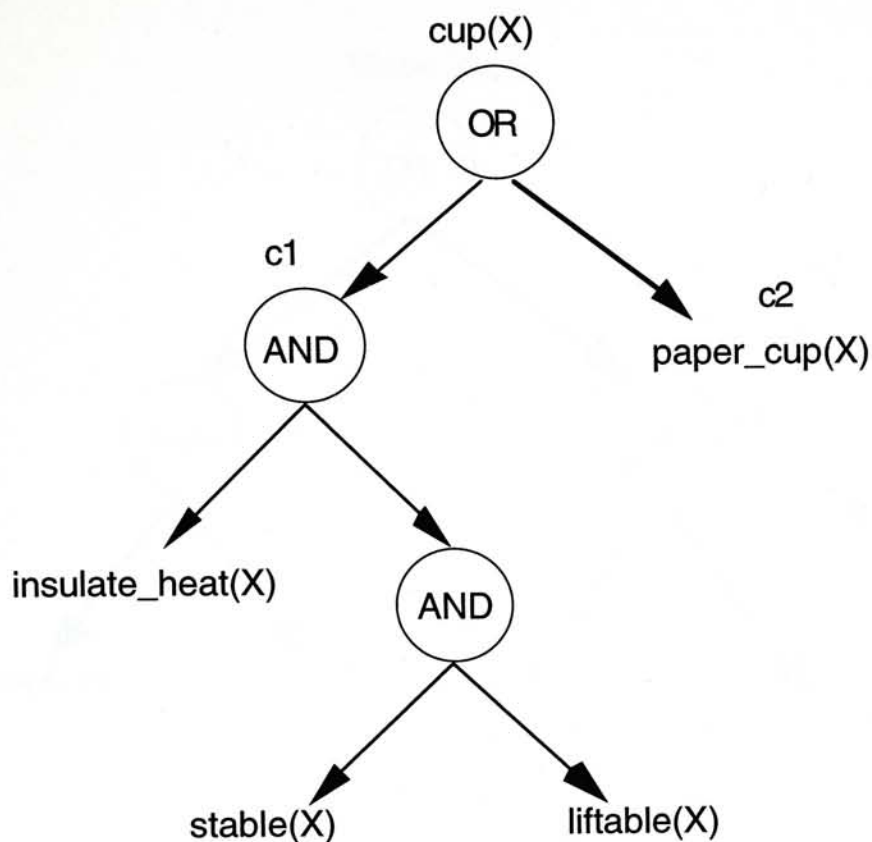 cup(X)
OR
c1
c2
AND
paper_cup(X)
insulate_heat(X)
AND
stable(X)
liftable(X)